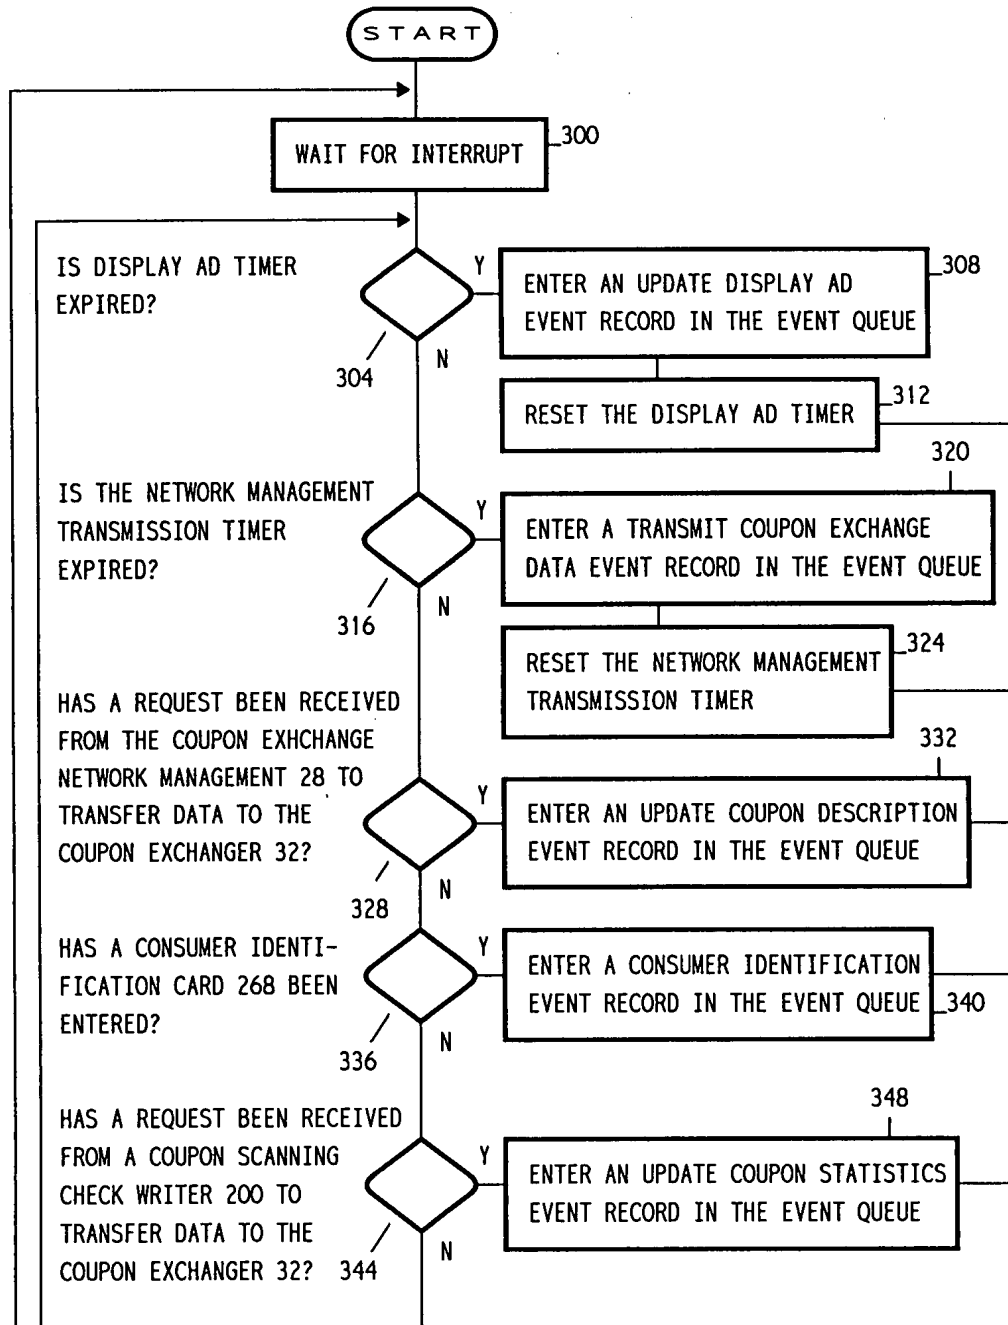 START
WAIT FOR INTERRUPT
300
IS DISPLAY AD TIMER
EXPIRED?
Y
N
304
ENTER AN UPDATE DISPLAY AD
EVENT RECORD IN THE EVENT QUEUE
308
RESET THE DISPLAY AD TIMER
312
IS THE NETWORK MANAGEMENT
TRANSMISSION TIMER
EXPIRED?
Y
N
316
320
ENTER A TRANSMIT COUPON EXCHANGE
DATA EVENT RECORD IN THE EVENT QUEUE
RESET THE NETWORK MANAGEMENT
TRANSMISSION TIMER
324
HAS A REQUEST BEEN RECEIVED
FROM THE COUPON EXHCHANGE
NETWORK MANAGEMENT 28 TO
TRANSFER DATA TO THE
COUPON EXCHANGER 32?
Y
N
328
332
ENTER AN UPDATE COUPON DESCRIPTION
EVENT RECORD IN THE EVENT QUEUE
HAS A CONSUMER IDENTI-
FICATION CARD 268 BEEN
ENTERED?
Y
N
336
ENTER A CONSUMER IDENTIFICATION
EVENT RECORD IN THE EVENT QUEUE
340
HAS A REQUEST BEEN RECEIVED
FROM A COUPON SCANNING
CHECK WRITER 200 TO
TRANSFER DATA TO THE
COUPON EXCHANGER 32?
344
Y
N
348
ENTER AN UPDATE COUPON STATISTICS
EVENT RECORD IN THE EVENT QUEUE